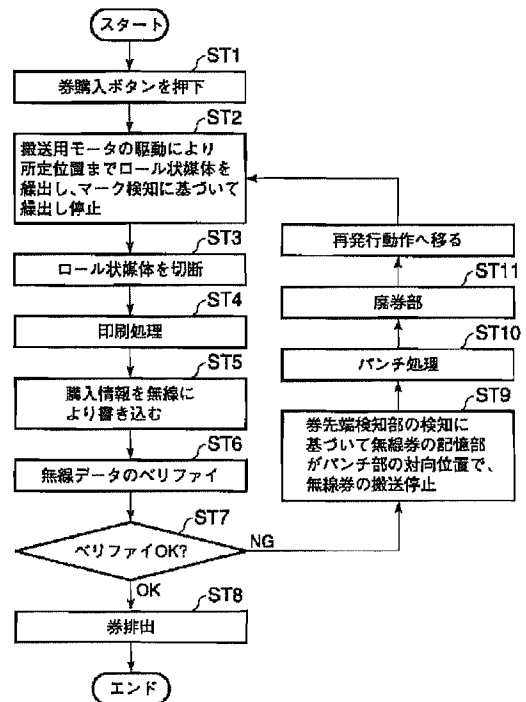 スタート
ST1
券購入ボタンを押下
ST2
搬送用モータの駆動により
所定位置までロール状媒体を
繰出し、マーク検知に基づいて
繰出し停止
ST3
ロール状媒体を切断
ST4
印刷処理
ST5
購入情報を無線に
より書き込む
ST6
無線データのベリファイ
ST7
ベリファイOK?
NG
OK
ST8
券排出
エンド
再発行動作へ移る
ST11
廃券部
ST10
パンチ処理
ST9
券先端検知部の検知に
基づいて無線券の記憶部
がパンチ部の対向位置で、
無線券の搬送停止